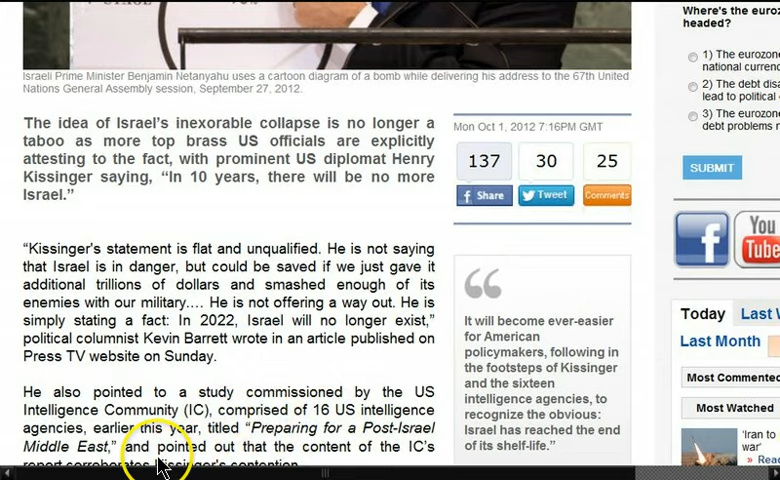 Israeli Prime Minister Benjamin Netanyahu uses a cartoon diagram of a bomb while delivering his address to the 67th United
Nations General Assembly session, September 27, 2012.
The idea of Israel's inexorable collapse is no longer a
taboo as more top brass US officials are explicitly
attesting to the fact, with prominent US diplomat Henry
Kissinger saying, “In 10 years, there will be no more
Israel.”
“Kissinger's statement is flat and unqualified. He is not saying
that Israel is in danger, but could be saved if we just gave it
additional trillions of dollars and smashed enough of its
enemies with our military.... He is not offering a way out. He is
simply stating a fact: In 2022, Israel will no longer exist,”
political columnist Kevin Barrett wrote in an article published on
Press TV website on Sunday.
He also pointed to a study commissioned by the US
Intelligence Community (IC), comprised of 16 US intelligence
agencies, earlier this year, titled “Preparing for a Post-Israel
Middle East,” and pointed out that the content of the IC's
report corroborates Kissinger's contention.
Mon Oct 1, 2012 7:16PM GMT
137 30 25
Share Tweet Comments
It will become ever-easier
for American
policymakers, following in
the footsteps of Kissinger
and the sixteen
intelligence agencies, to
recognize the obvious:
Israel has reached the end
of its shelf-life.”
Where's the euroz
headed?
1) The eurozone
national currenc
2) The debt disa
lead to political
3) The eurozone
debt problems r
SUBMIT
f You
Tube
Today Last W
Last Month
Most Commented
Most Watched
'Iran to
war'
» Read